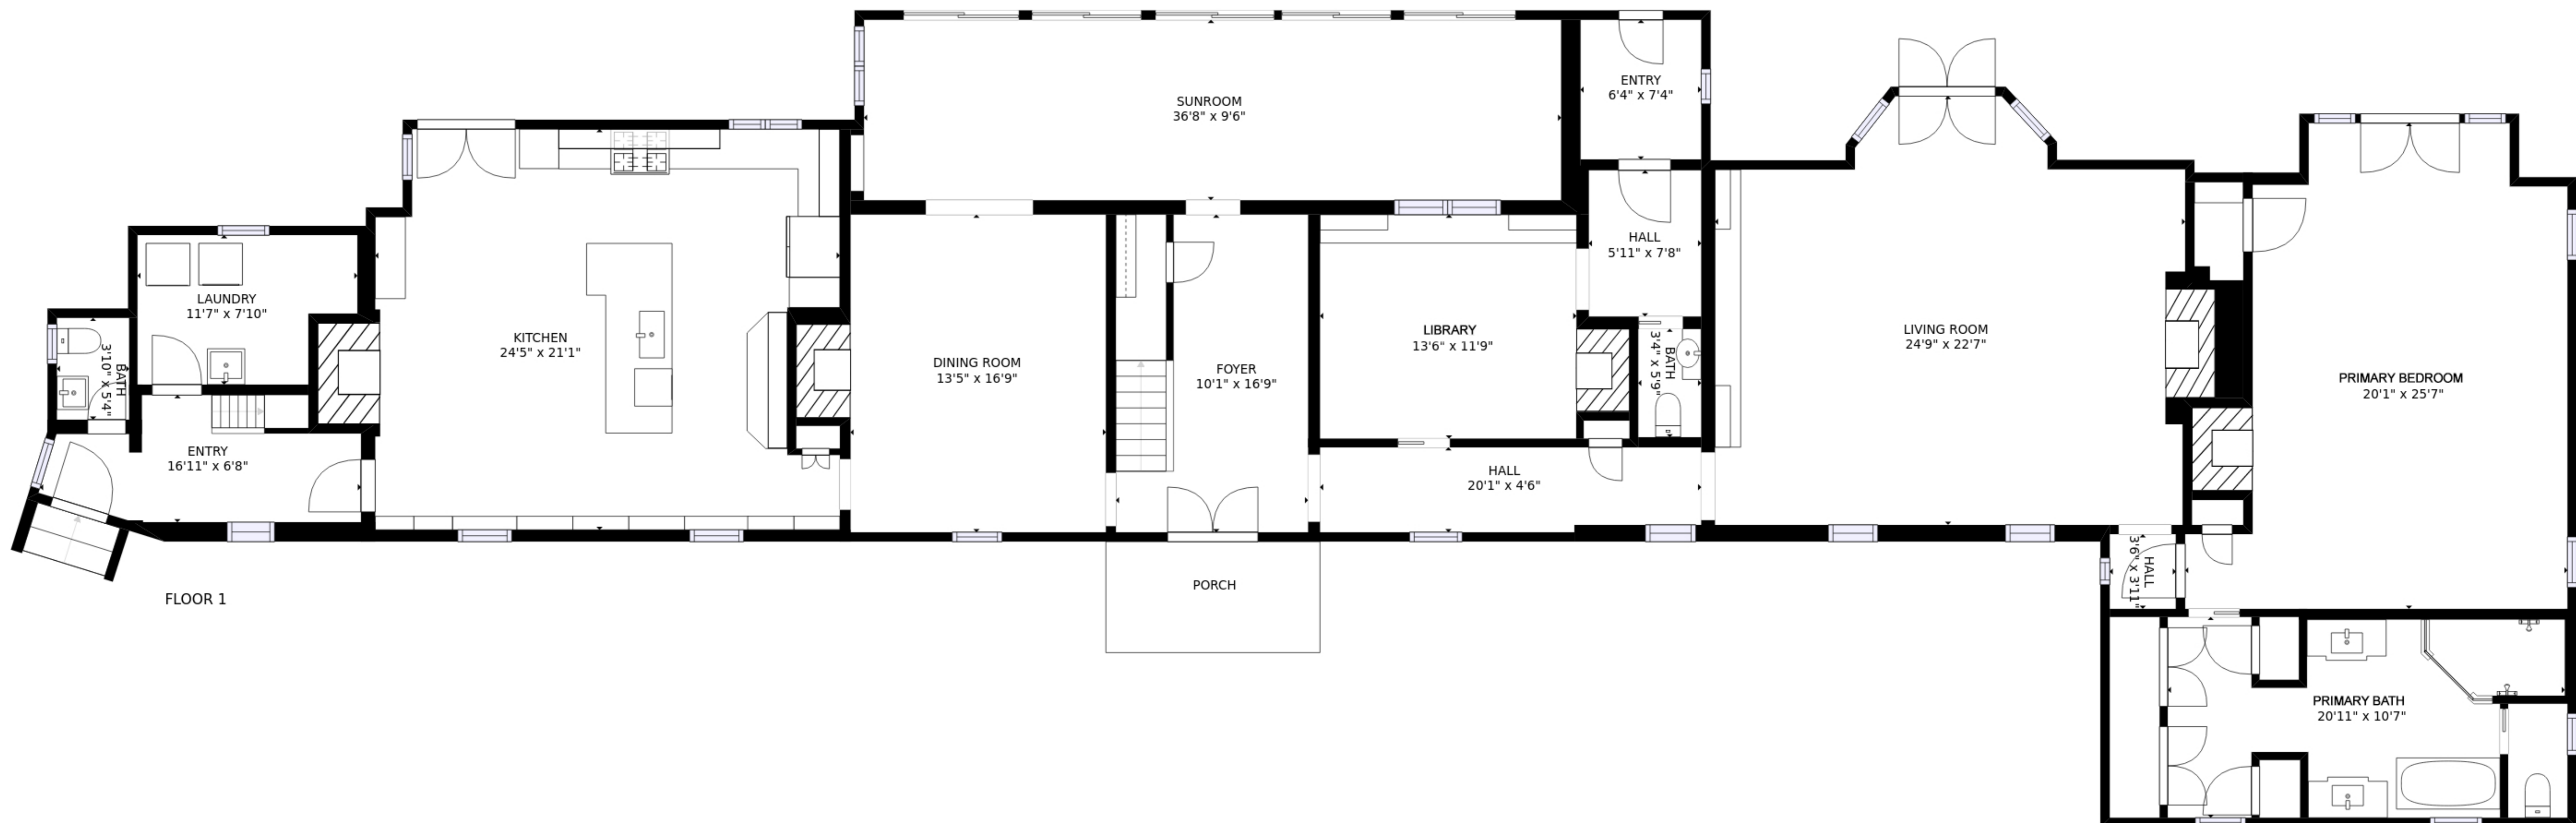 SUNROOM
36'8" x 9'6"
ENTRY
6'4" x 7'4"
HALL
5'11" x 7'8"
LAUNDRY
11'7" x 7'10"
BATH
3'10" x 5'4"
ENTRY
16'11" x 6'8"
KITCHEN
24'5" x 21'1"
DINING ROOM
13'5" x 16'9"
FOYER
10'1" x 16'9"
LIBRARY
13'6" x 11'9"
BATH
3'4" x 5'9"
HALL
20'1" x 4'6"
LIVING ROOM
24'9" x 22'7"
PRIMARY BEDROOM
20'1" x 25'7"
HALL
3'6" x 3'11"
PORCH
FLOOR 1
PRIMARY BATH
20'11" x 10'7"